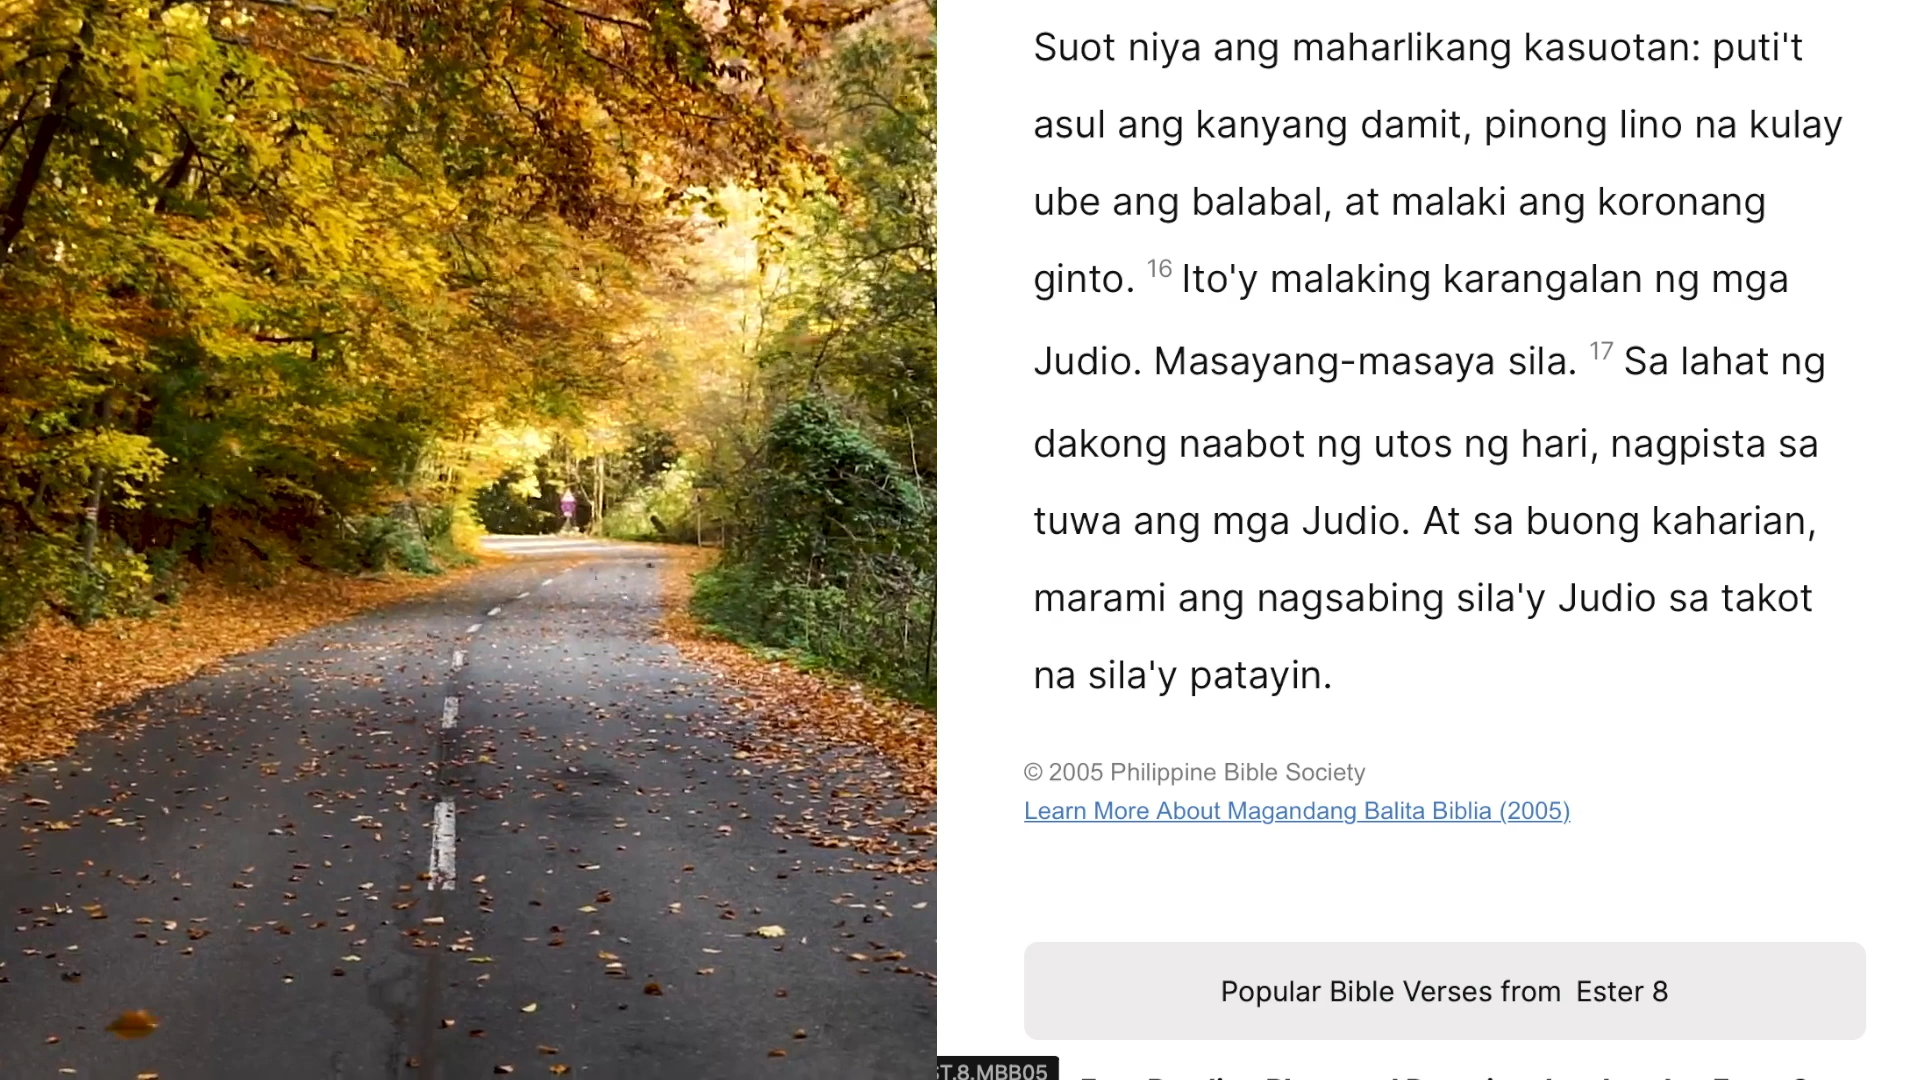 Suot niya ang maharlikang kasuotan: puti't
asul ang kanyang damit, pinong lino na kulay
ube ang balabal, at malaki ang koronang
ginto. 16 Ito'y malaking karangalan ng mga
Judio. Masayang-masaya sila. 17 Sa lahat ng
dakong naabot ng utos ng hari, nagpista sa
tuwa ang mga Judio. At sa buong kaharian,
marami ang nagsabing sila'y Judio sa takot
na sila'y patayin.
© 2005 Philippine Bible Society
Learn More About Magandang Balita Biblia (2005)
Popular Bible Verses from Ester 8
ST.8.MBB05